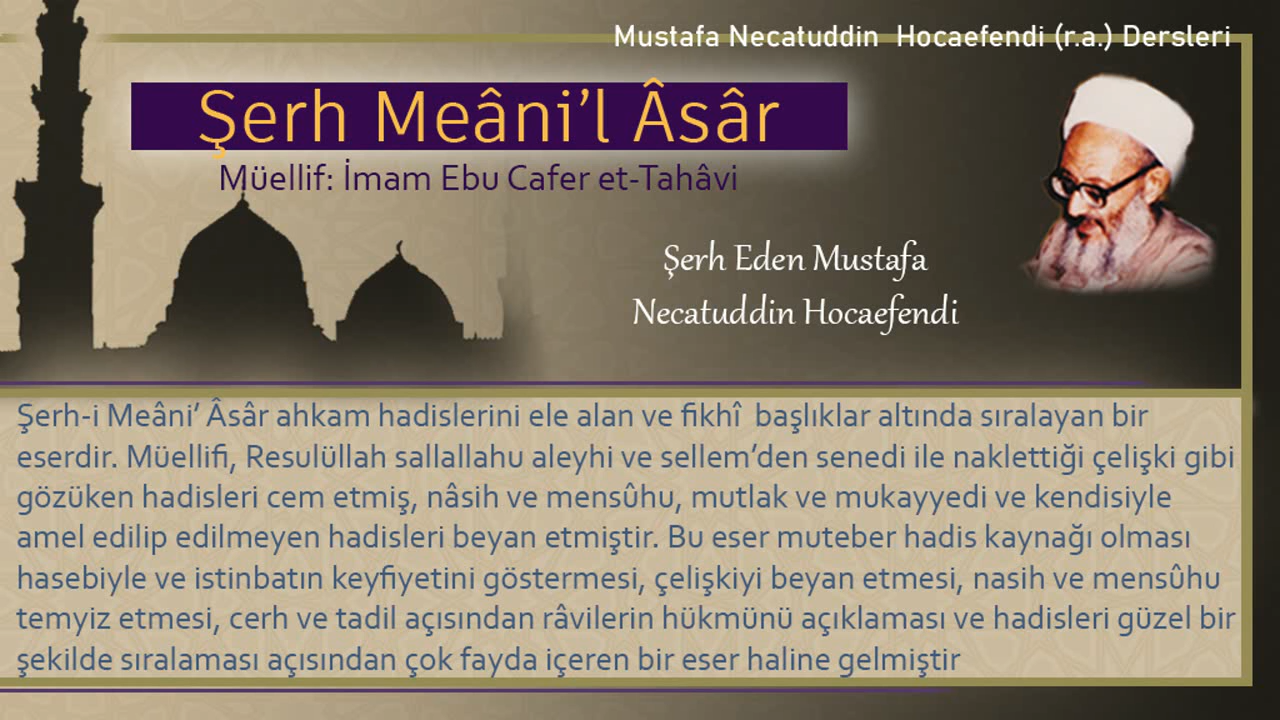 Mustafa Necatuddin Hocaefendi (r.a.) Dersleri
Şerh Meâni’l Âsâr
Müellif: İmam Ebu Cafer et-Tahâvi
Şerh Eden Mustafa
Necatuddin Hocaefendi
Şerh-i Meâni’ Âsâr ahkam hadislerini ele alan ve fikhî başlıklar altında sıralayan bir
eserdir. Müellifi, Resulüllah sallallahu aleyhi ve sellem’den senedi ile naklettiği çelişki gibi
gözüken hadisleri cem etmiş, nâsih ve mensûhu, mutlak ve mukayyedi ve kendisiyle
amel edilip edilmeyen hadisleri beyan etmiştir. Bu eser muteber hadis kaynağı olması
hasebiyle ve istinbatın keyfiyetini göstermesi, çelişkiyi beyan etmesi, nasih ve mensûhu
temyiz etmesi, cerh ve tadil açısından râvilerin hükmünü açıklaması ve hadisleri güzel bir
şekilde sıralaması açısından çok fayda içeren bir eser haline gelmiştir